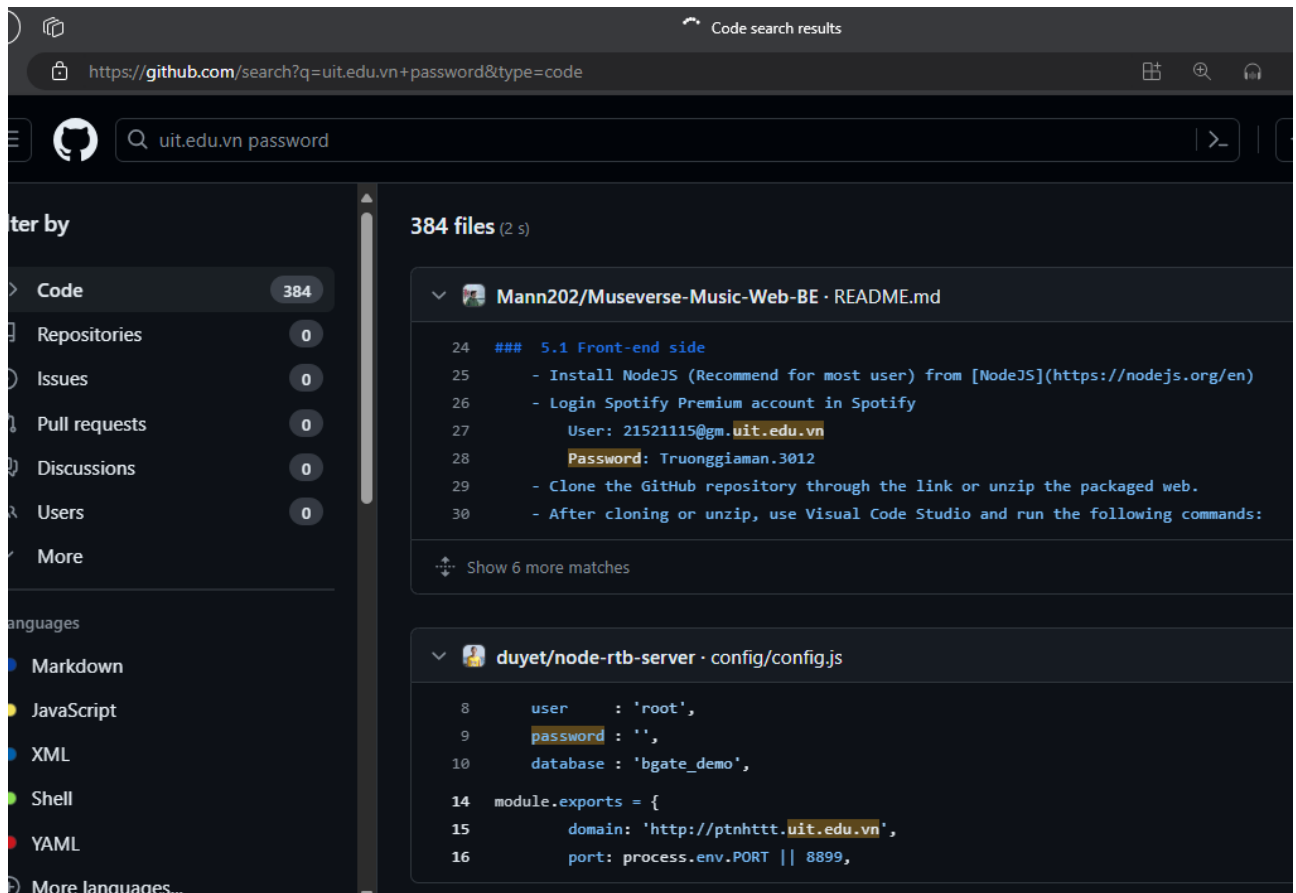 Code search results
https://github.com/search?q=uit.edu.vn+password&type=code
uit.edu.vn password
lter by
Code 384
Repositories 0
Issues 0
Pull requests 0
Discussions 0
Users 0
More
anguages
Markdown
JavaScript
XML
Shell
YAML
More languages...
384 files (2 s)
Mann202/Museverse-Music-Web-BE · README.md
24 ### 5.1 Front-end side
25 - Install NodeJS (Recommend for most user) from [NodeJS](https://nodejs.org/en)
26 - Login Spotify Premium account in Spotify
27 User: 21521115@gm.uit.edu.vn
28 Password: Truonggiaman.3012
29 - Clone the GitHub repository through the link or unzip the packaged web.
30 - After cloning or unzip, use Visual Code Studio and run the following commands:
Show 6 more matches
duyet/node-rtb-server · config/config.js
8 user : 'root',
9 password : '',
10 database : 'bgate_demo',
14 module.exports = {
15 domain: 'http://ptnhttt.uit.edu.vn',
16 port: process.env.PORT || 8899,